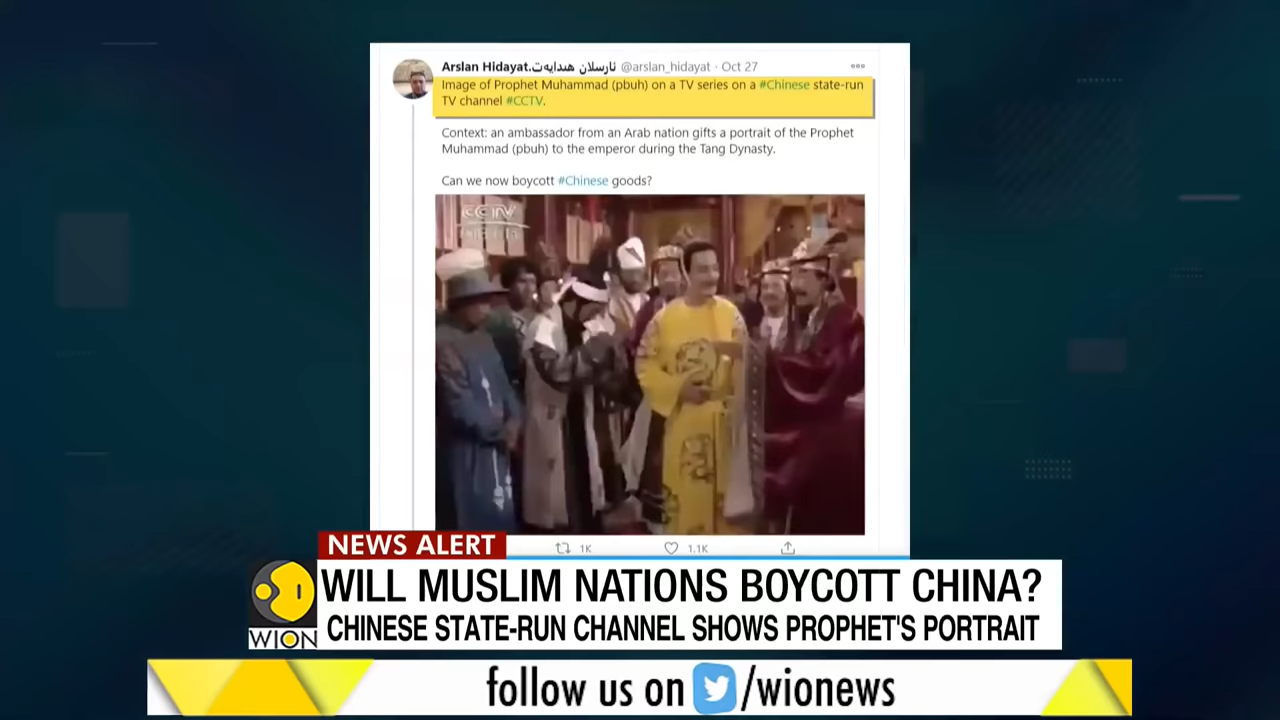 Arslan Hidayat.ئارسلان ھىدايەت @arslan_hidayat · Oct 27
Image of Prophet Muhammad (pbuh) on a TV series on a #Chinese state-run
TV channel #CCTV.
Context: an ambassador from an Arab nation gifts a portrait of the Prophet
Muhammad (pbuh) to the emperor during the Tang Dynasty.
Can we now boycott #Chinese goods?
CCTV
1K
1.1K
NEWS ALERT
WILL MUSLIM NATIONS BOYCOTT CHINA?
CHINESE STATE-RUN CHANNEL SHOWS PROPHET'S PORTRAIT
WION
follow us on /wionews